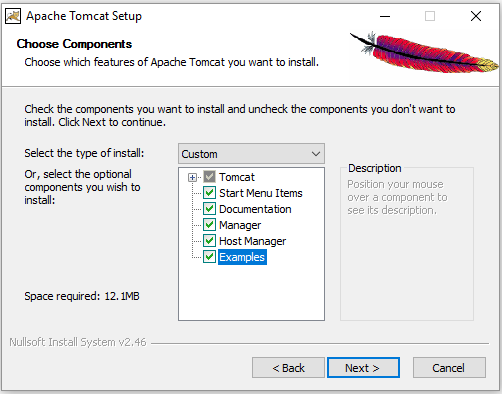 Apache Tomcat Setup
Choose Components
Choose which features of Apache Tomcat you want to install.
Check the components you want to install and uncheck the components you don't want to
install. Click Next to continue.
Select the type of install:
Custom
Or, select the optional
components you wish to
install:
Tomcat
Start Menu Items
Documentation
Manager
Host Manager
Examples
Description
Position your mouse
over a component to
see its description.
Space required: 12.1MB
Nullsoft Install System v2.46
< Back
Next >
Cancel